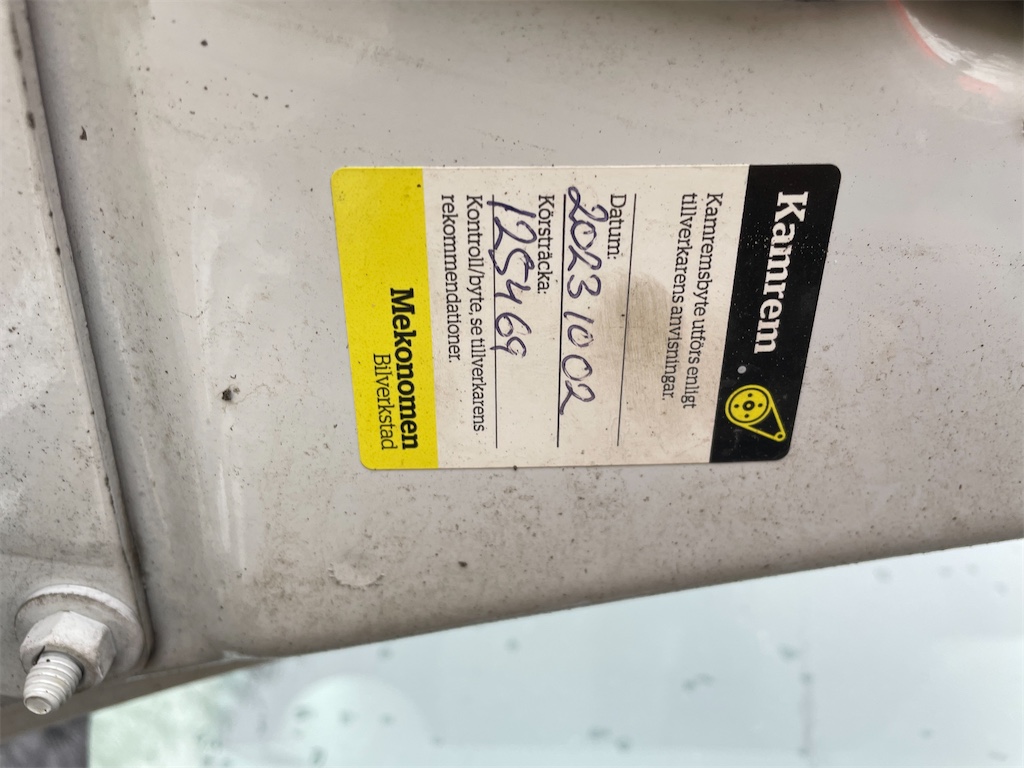 Kamrem
Kamremsbyte utförs enligt
tillverkarens anvisningar.
Datum:
20231002
Körsträcka:
125469
Kontroll/byte, se tillverkarens
rekommendationer.
Mekonomen
Bilverkstad